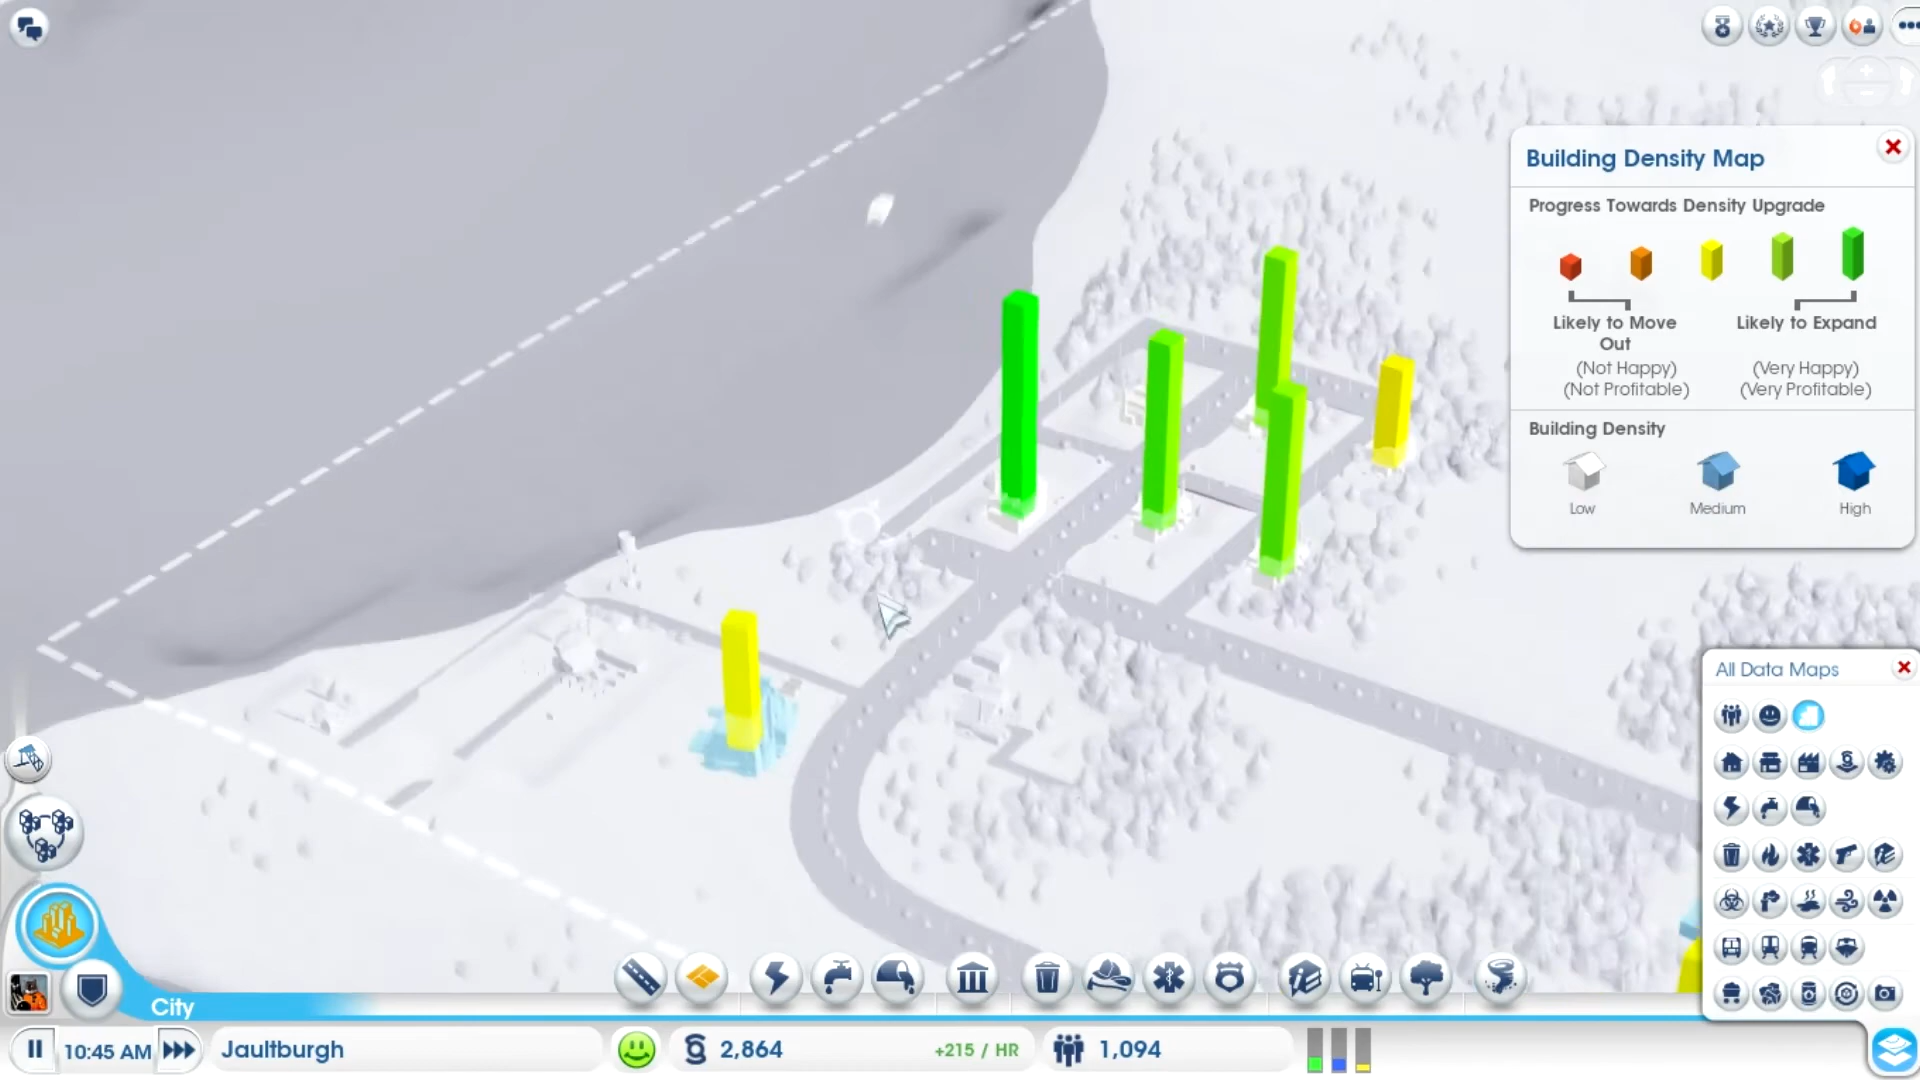 Building Density Map
Progress Towards Density Upgrade
Likely to Move
Out
(Not Happy)
(Not Profitable)
Likely to Expand
(Very Happy)
(Very Profitable)
Building Density
Low
Medium
High
All Data Maps
City
10:45 AM
Jaultburgh
2,864
+215 / HR
1,094